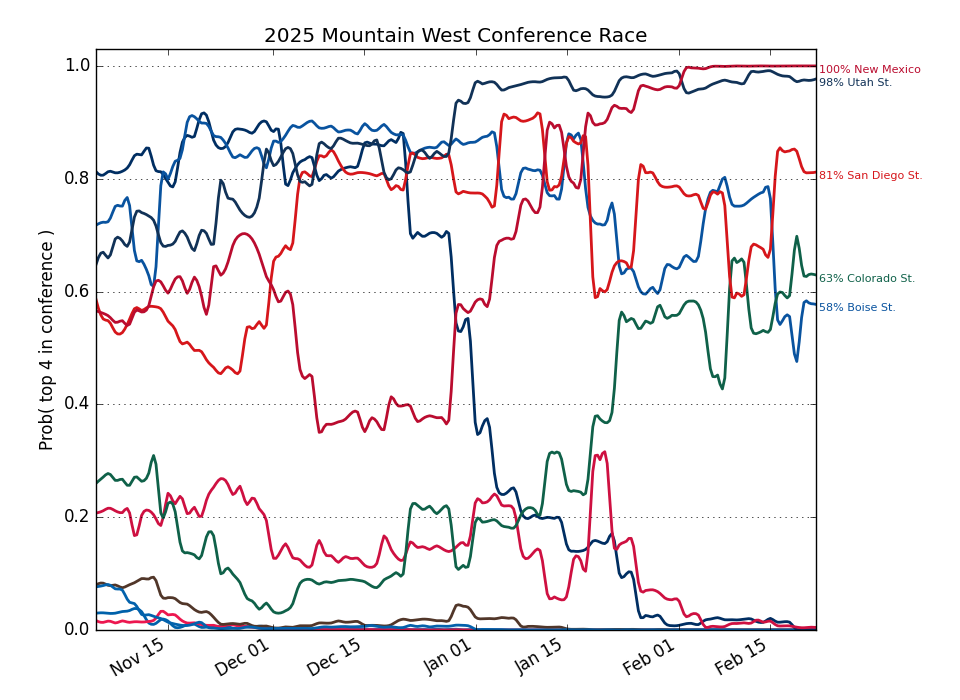 2025 Mountain West Conference Race
Prob( top 4 in conference )
1.0
0.8
0.6
0.4
0.2
0.0
100% New Mexico
98% Utah St.
81% San Diego St.
63% Colorado St.
58% Boise St.
Nov 15
Dec 01
Dec 15
Jan 01
Jan 15
Feb 01
Feb 15